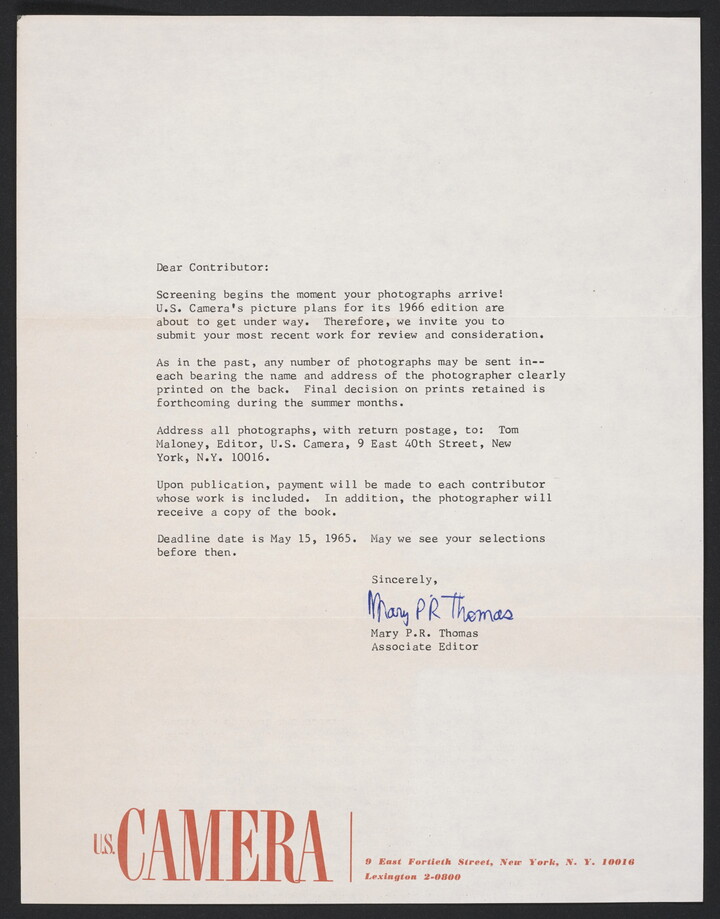 Dear Contributor:
Screening begins the moment your photographs arrive!
U.S. Camera's picture plans for its 1966 edition are
about to get under way.  Therefore, we invite you to
submit your most recent work for review and consideration.
As in the past, any number of photographs may be sent in--
each bearing the name and address of the photographer clearly
printed on the back.  Final decision on prints retained is
forthcoming during the summer months.
Address all photographs, with return postage, to:  Tom
Maloney, Editor, U.S. Camera, 9 East 40th Street, New
York, N.Y. 10016.
Upon publication, payment will be made to each contributor
whose work is included.  In addition, the photographer will
receive a copy of the book.
Deadline date is May 15, 1965.  May we see your selections
before then.
Sincerely,
Mary P.R. Thomas
Mary P.R. Thomas
Associate Editor
U.S. CAMERA
9 East Fortieth Street, New York, N. Y. 10016
Lexington 2-0800